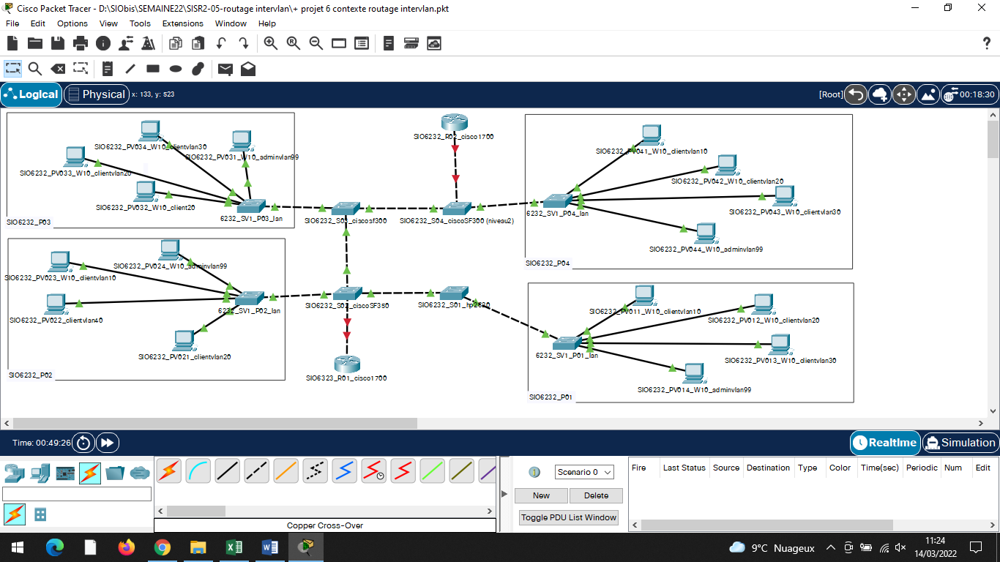 Cisco Packet Tracer - D:\SIObis\SEMAINE22\SISR2-05-routage intervlan\+ projet 6 contexte routage intervlan.pkt
File Edit Options View Tools Extensions Window Help
Logical Physical x: 133, y: 523 [Root] 00:18:30
SIO6232_PV034_W10_clientvlan30
SIO6232_PV031_W10_adminvlan99
SIO6232_PV033_W10_clientvlan20
SIO6232_PV032_W10_client20
SIO6232_P03
6232_SV1_P03_lan
SIO6232_S03_ciscosf300
SIO6232_R02_cisco1700
SIO6232_S04_ciscoSF300 (niveau2)
6232_SV1_P04_lan
SIO6232_PV041_W10_clientvlan10
SIO6232_PV042_W10_clientvlan20
SIO6232_PV043_W10_clientvlan30
SIO6232_PV044_W10_adminvlan99
SIO6232_P04
SIO6232_PV024_W10_adminvlan99
SIO6232_PV023_W10_clientvlan10
SIO6232_PV022_clientvlan40
SIO6232_PV021_clientvlan20
SIO6232_P02
6232_SV1_P02_lan
SIO6232_S02_ciscoSF350
SIO6323_R01_cisco1700
SIO6232_S01_hp2620
6232_SV1_P01_lan
SIO6232_PV011_W10_clientvlan10
SIO6232_PV012_W10_clientvlan20
SIO6232_PV013_W10_clientvlan30
SIO6232_PV014_W10_adminvlan99
SIO6232_P01
Time: 00:49:26 Realtime Simulation
Scenario 0
New Delete
Toggle PDU List Window
Fire Last Status Source Destination Type Color Time(sec) Periodic Num Edit
Copper Cross-Over
9°C Nuageux
11:24
14/03/2022